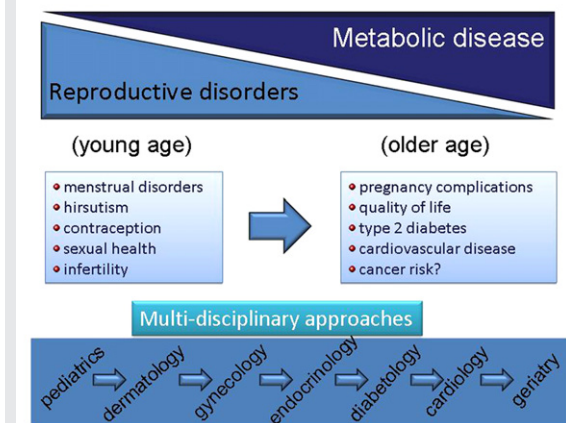 Metabolic disease
Reproductive disorders
(young age)
(older age)
• menstrual disorders
• hirsutism
• contraception
• sexual health
• infertility
• pregnancy complications
• quality of life
• type 2 diabetes
• cardiovascular disease
• cancer risk?
Multi-disciplinary approaches
pediatrics
dermatology
gynecology
endocrinology
diabetology
cardiology
geriatry